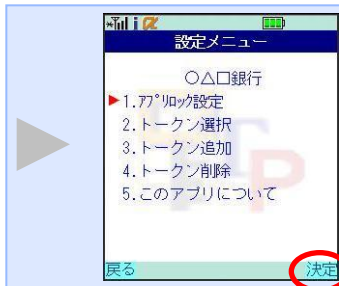 設定メニュー
○△□銀行
1.ｱﾌﾟﾘﾛｯｸ設定
2.トークン選択
3.トークン追加
4.トークン削除
5.このアプリについて
戻る 決定